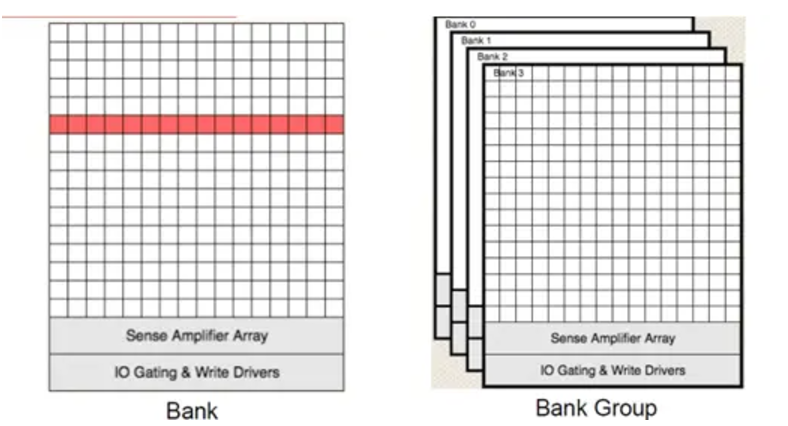 Sense Amplifier Array
IO Gating & Write Drivers
Bank
Bank 0
Bank 1
Bank 2
Bank 3
Sense Amplifier Array
IO Gating & Write Drivers
Bank Group